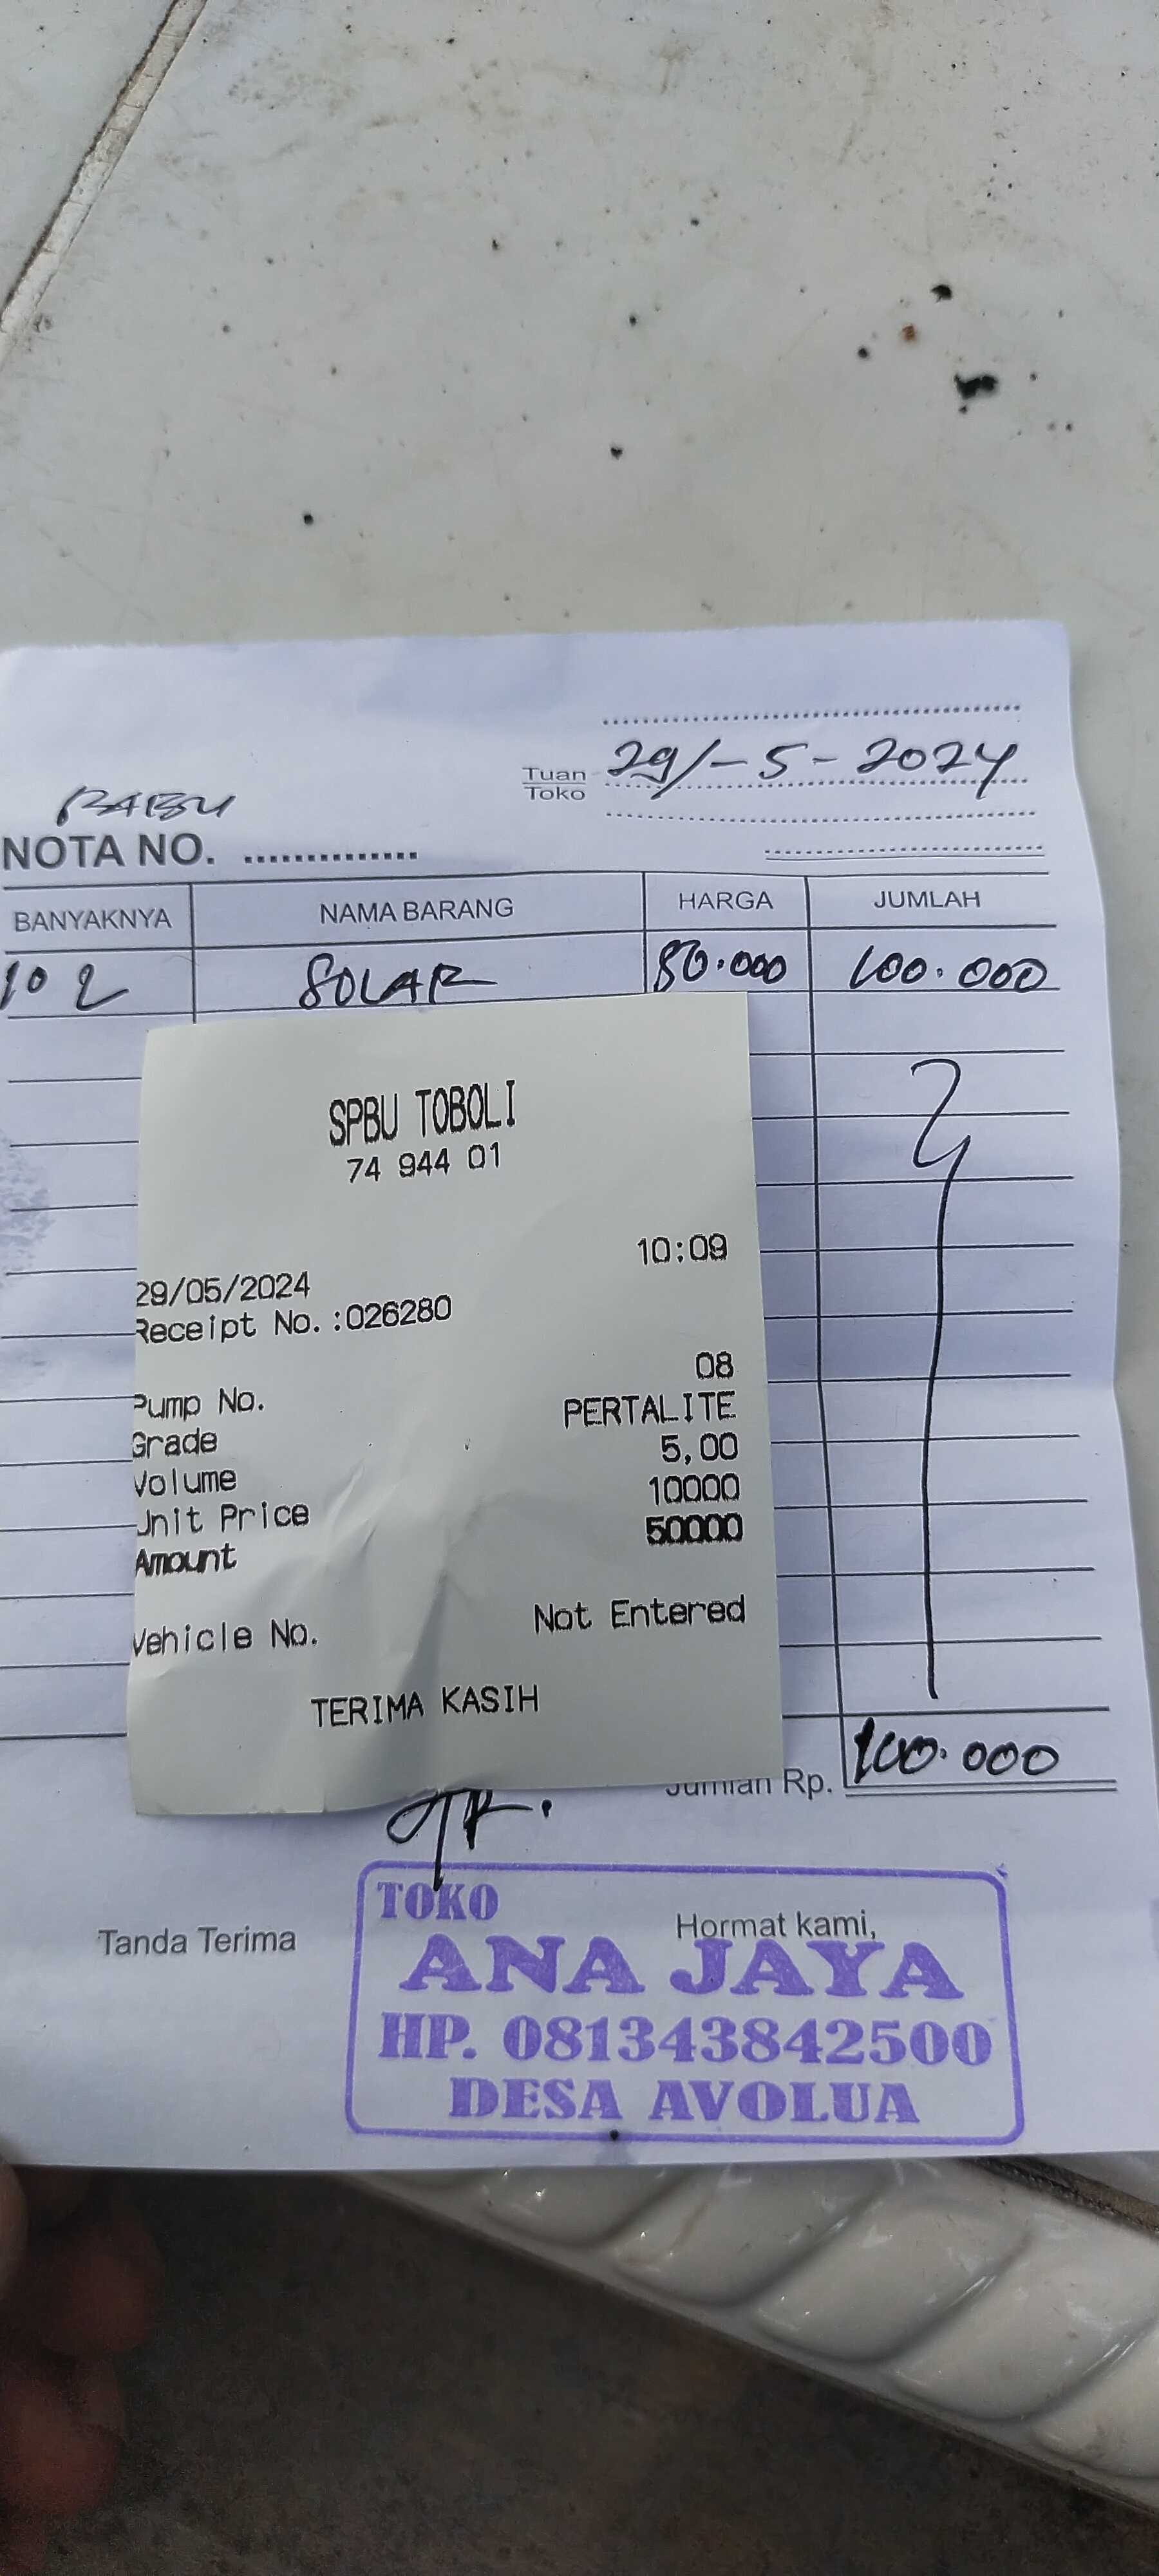 Tuan
Toko
29/-5-2024
RABU
NOTA NO. ..............
BANYAKNYA NAMA BARANG HARGA JUMLAH
10 L SOLAR 50.000 100.000
SPBU TOBOLI
74 944 01
10:09
29/05/2024
Receipt No.:026280
Pump No. 08
Grade PERTALITE
Volume 5,00
Unit Price 10000
Amount 50000
Vehicle No. Not Entered
TERIMA KASIH
Jumlah Rp. 100.000
Tanda Terima
Hormat kami,
TOKO
ANA JAYA
HP. 081343842500
DESA AVOLUA